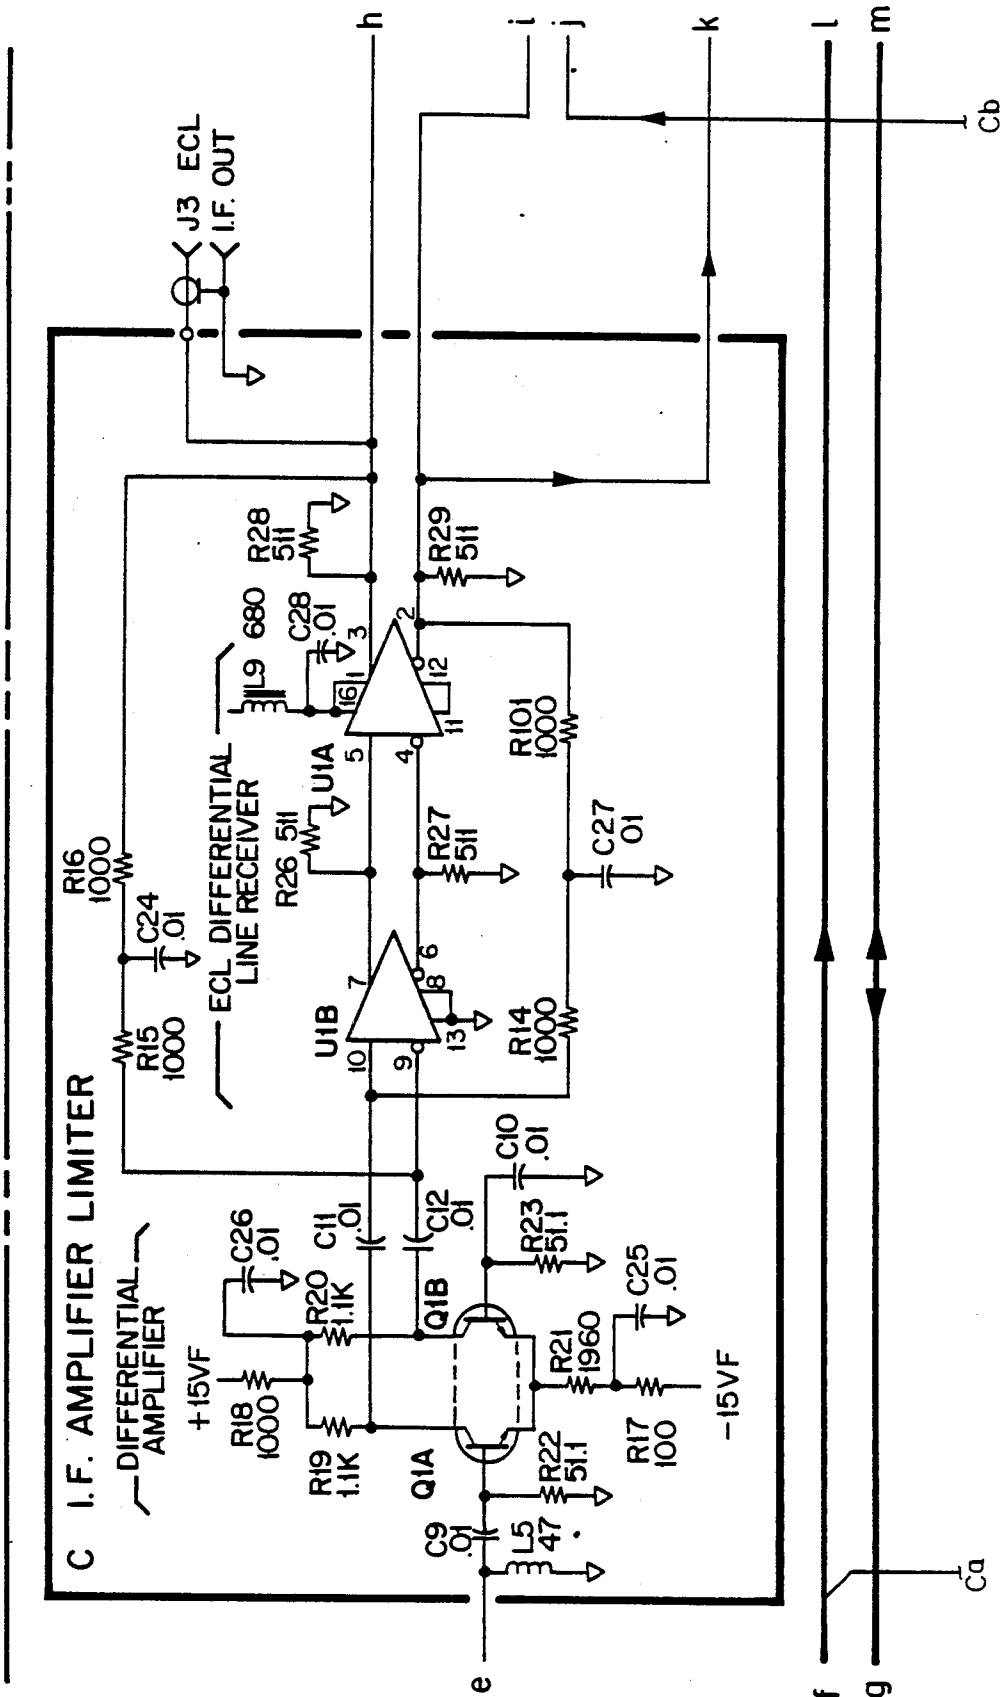 C I.F. AMPLIFIER LIMITER
DIFFERENTIAL
AMPLIFIER
+15VF
R18
1000
C26
.01
R19
1.1K
R20
1.1K
Q1A
Q1B
C9
.01
L5
47
R22
51.1
R21
1960
R17
100
-15VF
C25
.01
R23
51.1
C10
.01
C11
.01
C12
.01
R15
1000
C24
.01
R16
1000
ECL DIFFERENTIAL
LINE RECEIVER
U1B
10
9
7
6
8
13
R14
1000
C27
.01
R101
1000
R26 511
R27
511
U1A
5
4
16
1
3
2
12
11
L9 680
C28
.01
R28
511
R29
511
J3 ECL
I.F. OUT
e
f
g
h
i
j
k
l
m
Ca
Cb